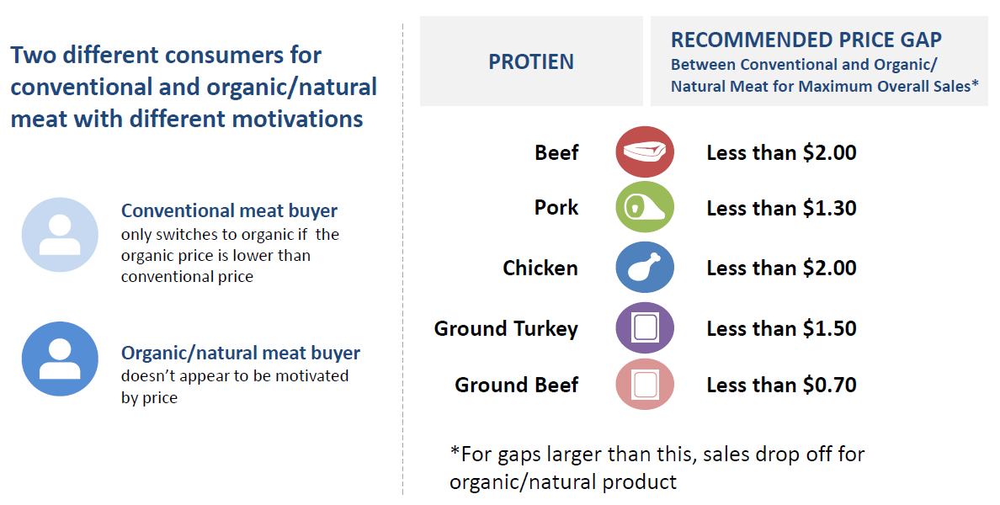 Two different consumers for
conventional and organic/natural
meat with different motivations
Conventional meat buyer
only switches to organic if the
organic price is lower than
conventional price
Organic/natural meat buyer
doesn’t appear to be motivated
by price
PROTIEN
RECOMMENDED PRICE GAP
Between Conventional and Organic/
Natural Meat for Maximum Overall Sales*
Beef Less than $2.00
Pork Less than $1.30
Chicken Less than $2.00
Ground Turkey Less than $1.50
Ground Beef Less than $0.70
*For gaps larger than this, sales drop off for
organic/natural product